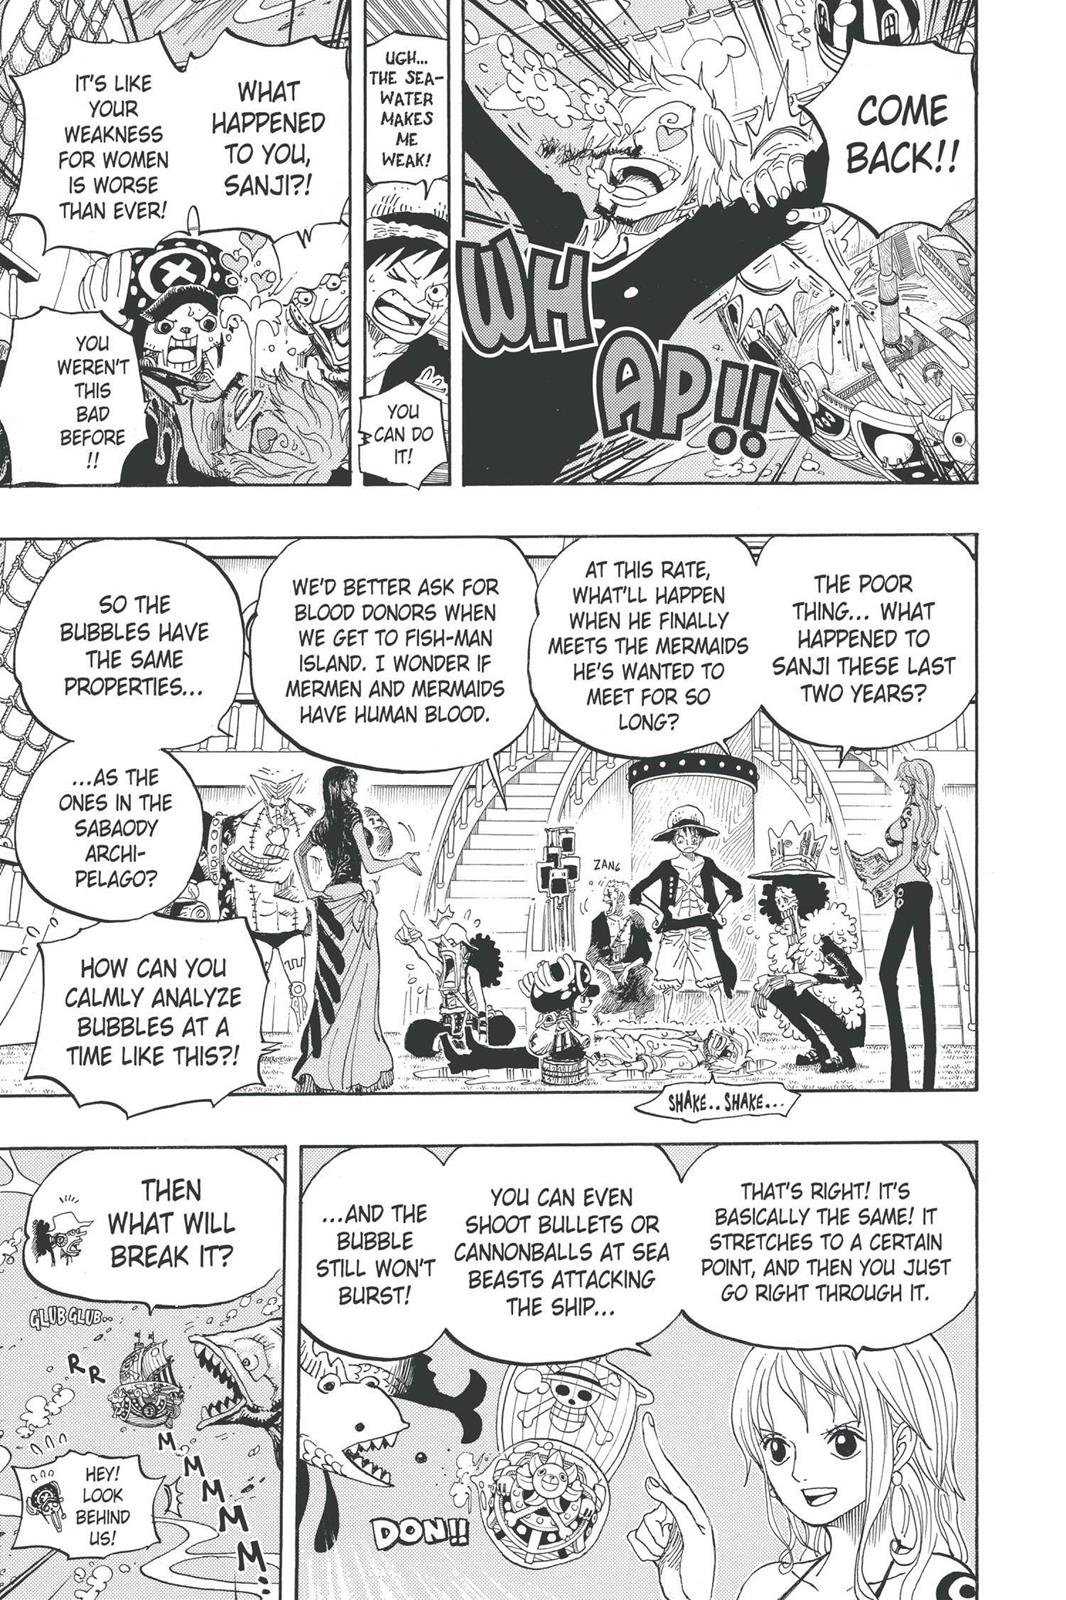 COME
BACK!!
WH
AP!!
UGH...
THE SEA-
WATER
MAKES
ME
WEAK!
YOU
CAN DO
IT!
WHAT
HAPPENED
TO YOU,
SANJI?!
IT'S LIKE
YOUR
WEAKNESS
FOR WOMEN
IS WORSE
THAN EVER!
YOU
WEREN'T
THIS
BAD
BEFORE
!!
THE POOR
THING... WHAT
HAPPENED TO
SANJI THESE LAST
TWO YEARS?
AT THIS RATE,
WHAT'LL HAPPEN
WHEN HE FINALLY
MEETS THE MERMAIDS
HE'S WANTED TO
MEET FOR SO
LONG?
WE'D BETTER ASK FOR
BLOOD DONORS WHEN
WE GET TO FISH-MAN
ISLAND. I WONDER IF
MERMEN AND MERMAIDS
HAVE HUMAN BLOOD.
SO THE
BUBBLES HAVE
THE SAME
PROPERTIES...
...AS THE
ONES IN THE
SABAODY
ARCHI-
PELAGO?
ZANG
HOW CAN YOU
CALMLY ANALYZE
BUBBLES AT A
TIME LIKE THIS?!
SHAKE.. SHAKE...
THAT'S RIGHT! IT'S
BASICALLY THE SAME! IT
STRETCHES TO A CERTAIN
POINT, AND THEN YOU JUST
GO RIGHT THROUGH IT.
YOU CAN EVEN
SHOOT BULLETS OR
CANNONBALLS AT SEA
BEASTS ATTACKING
THE SHIP...
...AND THE
BUBBLE
STILL WON'T
BURST!
DON!!
THEN
WHAT WILL
BREAK IT?
GLUB GLUB..
RR
MMMMM...
HEY!
LOOK
BEHIND
US!